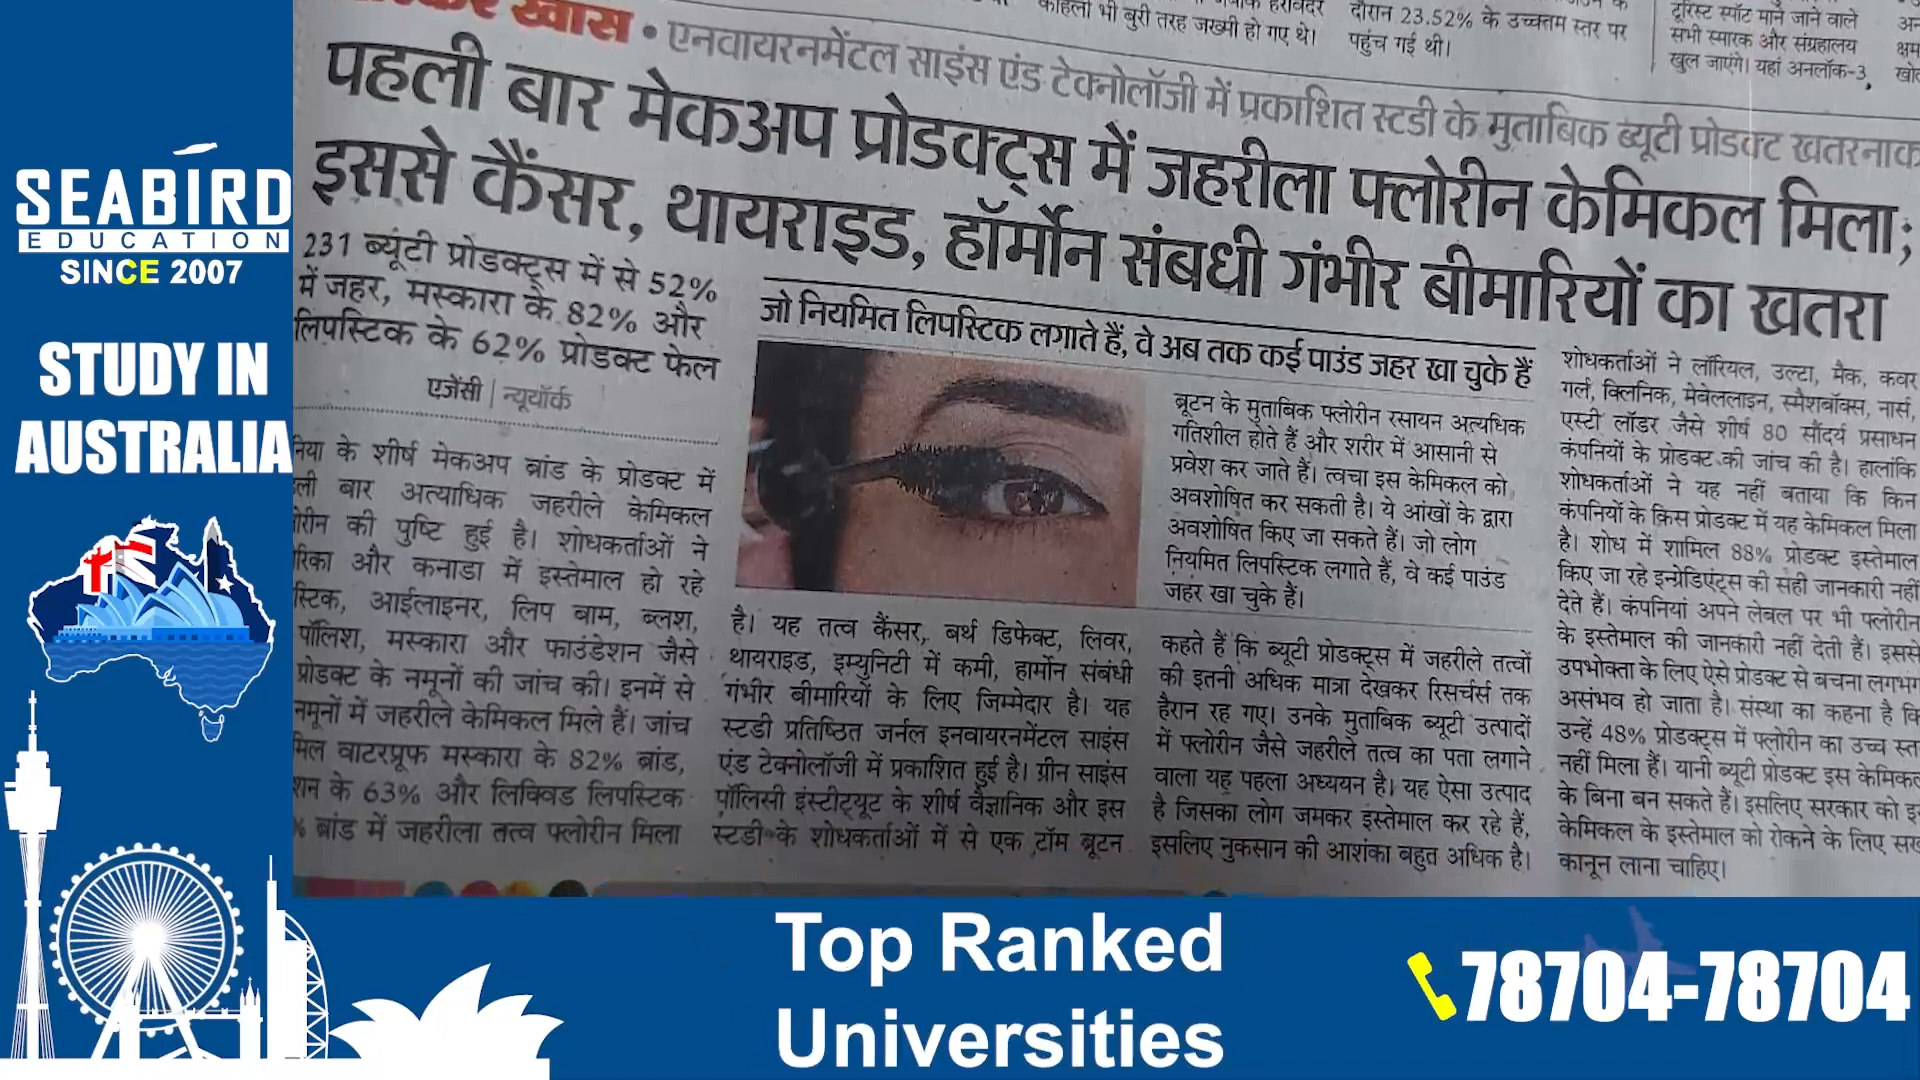 SEABIRD
EDUCATION
SINCE 2007
STUDY IN
AUSTRALIA
खास • एनवायरनमेंटल साइंस एंड टेक्नोलॉजी में प्रकाशित स्टडी के मुताबिक ब्यूटी प्रोडक्ट खतरनाक
पहली बार मेकअप प्रोडक्ट्स में जहरीला फ्लोरीन केमिकल मिला;
इससे कैंसर, थायराइड, हॉर्मोन संबधी गंभीर बीमारियों का खतरा
काहिली भी बुरी तरह जख्मी हो गए थे।
दौरान 23.52% के उच्चतम स्तर पर
पहुंच गई थी।
टूरिस्ट स्पॉट माने जाने वाले
सभी स्मारक और संग्रहालय
खुल जाएंगे। यहां अनलॉक-3,
231 ब्यूटी प्रोडक्ट्स में से 52%
में जहर, मस्कारा के 82% और
लिपस्टिक के 62% प्रोडक्ट फेल
एजेंसी | न्यूयॉर्क
के शीर्ष मेकअप ब्रांड के प्रोडक्ट में
बार अत्याधिक जहरीले केमिकल
की पुष्टि हुई है। शोधकर्ताओं ने
और कनाडा में इस्तेमाल हो रहे
आईलाइनर, लिप बाम, ब्लश,
पॉलिश, मस्कारा और फाउंडेशन जैसे
प्रोडक्ट के नमूनों की जांच की। इनमें से
नमूनों में जहरीले केमिकल मिले हैं। जांच
वाटरप्रूफ मस्कारा के 82% ब्रांड,
के 63% और लिक्विड लिपस्टिक
ब्रांड में जहरीला तत्व फ्लोरीन मिला
जो नियमित लिपस्टिक लगाते हैं, वे अब तक कई पाउंड जहर खा चुके हैं
ब्रूटन के मुताबिक फ्लोरीन रसायन अत्यधिक
गतिशील होते हैं और शरीर में आसानी से
प्रवेश कर जाते हैं। त्वचा इस केमिकल को
अवशोषित कर सकती है। ये आंखों के द्वारा
अवशोषित किए जा सकते हैं। जो लोग
नियमित लिपस्टिक लगाते हैं, वे कई पाउंड
जहर खा चुके हैं।
है। यह तत्व कैंसर, बर्थ डिफेक्ट, लिवर,
थायराइड, इम्युनिटी में कमी, हार्मोन संबंधी
गंभीर बीमारियों के लिए जिम्मेदार है। यह
स्टडी प्रतिष्ठित जर्नल इनवायरनमेंटल साइंस
एंड टेक्नोलॉजी में प्रकाशित हुई है। ग्रीन साइंस
पॉलिसी इंस्टीट्यूट के शीर्ष वैज्ञानिक और इस
स्टडी के शोधकर्ताओं में से एक टॉम ब्रूटन
कहते हैं कि ब्यूटी प्रोडक्ट्स में जहरीले तत्वों
की इतनी अधिक मात्रा देखकर रिसर्चर्स तक
हैरान रह गए। उनके मुताबिक ब्यूटी उत्पादों
में फ्लोरीन जैसे जहरीले तत्व का पता लगाने
वाला यह पहला अध्ययन है। यह ऐसा उत्पाद
है जिसका लोग जमकर इस्तेमाल कर रहे हैं,
इसलिए नुकसान की आशंका बहुत अधिक है।
शोधकर्ताओं ने लॉरियल, उल्टा, मैक, कवर
गर्ल, क्लिनिक, मेबेललाइन, स्मैशबॉक्स, नार्स,
एस्टी लॉडर जैसे शीर्ष 80 सौंदर्य प्रसाधन
कंपनियों के प्रोडक्ट की जांच की है। हालांकि
शोधकर्ताओं ने यह नहीं बताया कि किन
कंपनियों के किस प्रोडक्ट में यह केमिकल मिला
है। शोध में शामिल 88% प्रोडक्ट इस्तेमाल
किए जा रहे इन्ग्रेडिएंट्स की सही जानकारी नहीं
देते हैं। कंपनियां अपने लेबल पर भी फ्लोरीन
के इस्तेमाल की जानकारी नहीं देती हैं। इससे
उपभोक्ता के लिए ऐसे प्रोडक्ट से बचना लगभग
असंभव हो जाता है। संस्था का कहना है कि
उन्हें 48% प्रोडक्ट्स में फ्लोरीन का उच्च
नहीं मिला हैं। यानी ब्यूटी प्रोडक्ट इस केमिकल
के बिना बन सकते हैं। इसलिए सरकार को
केमिकल के इस्तेमाल को रोकने के लिए
कानून लाना चाहिए।
Top Ranked
Universities
78704-78704